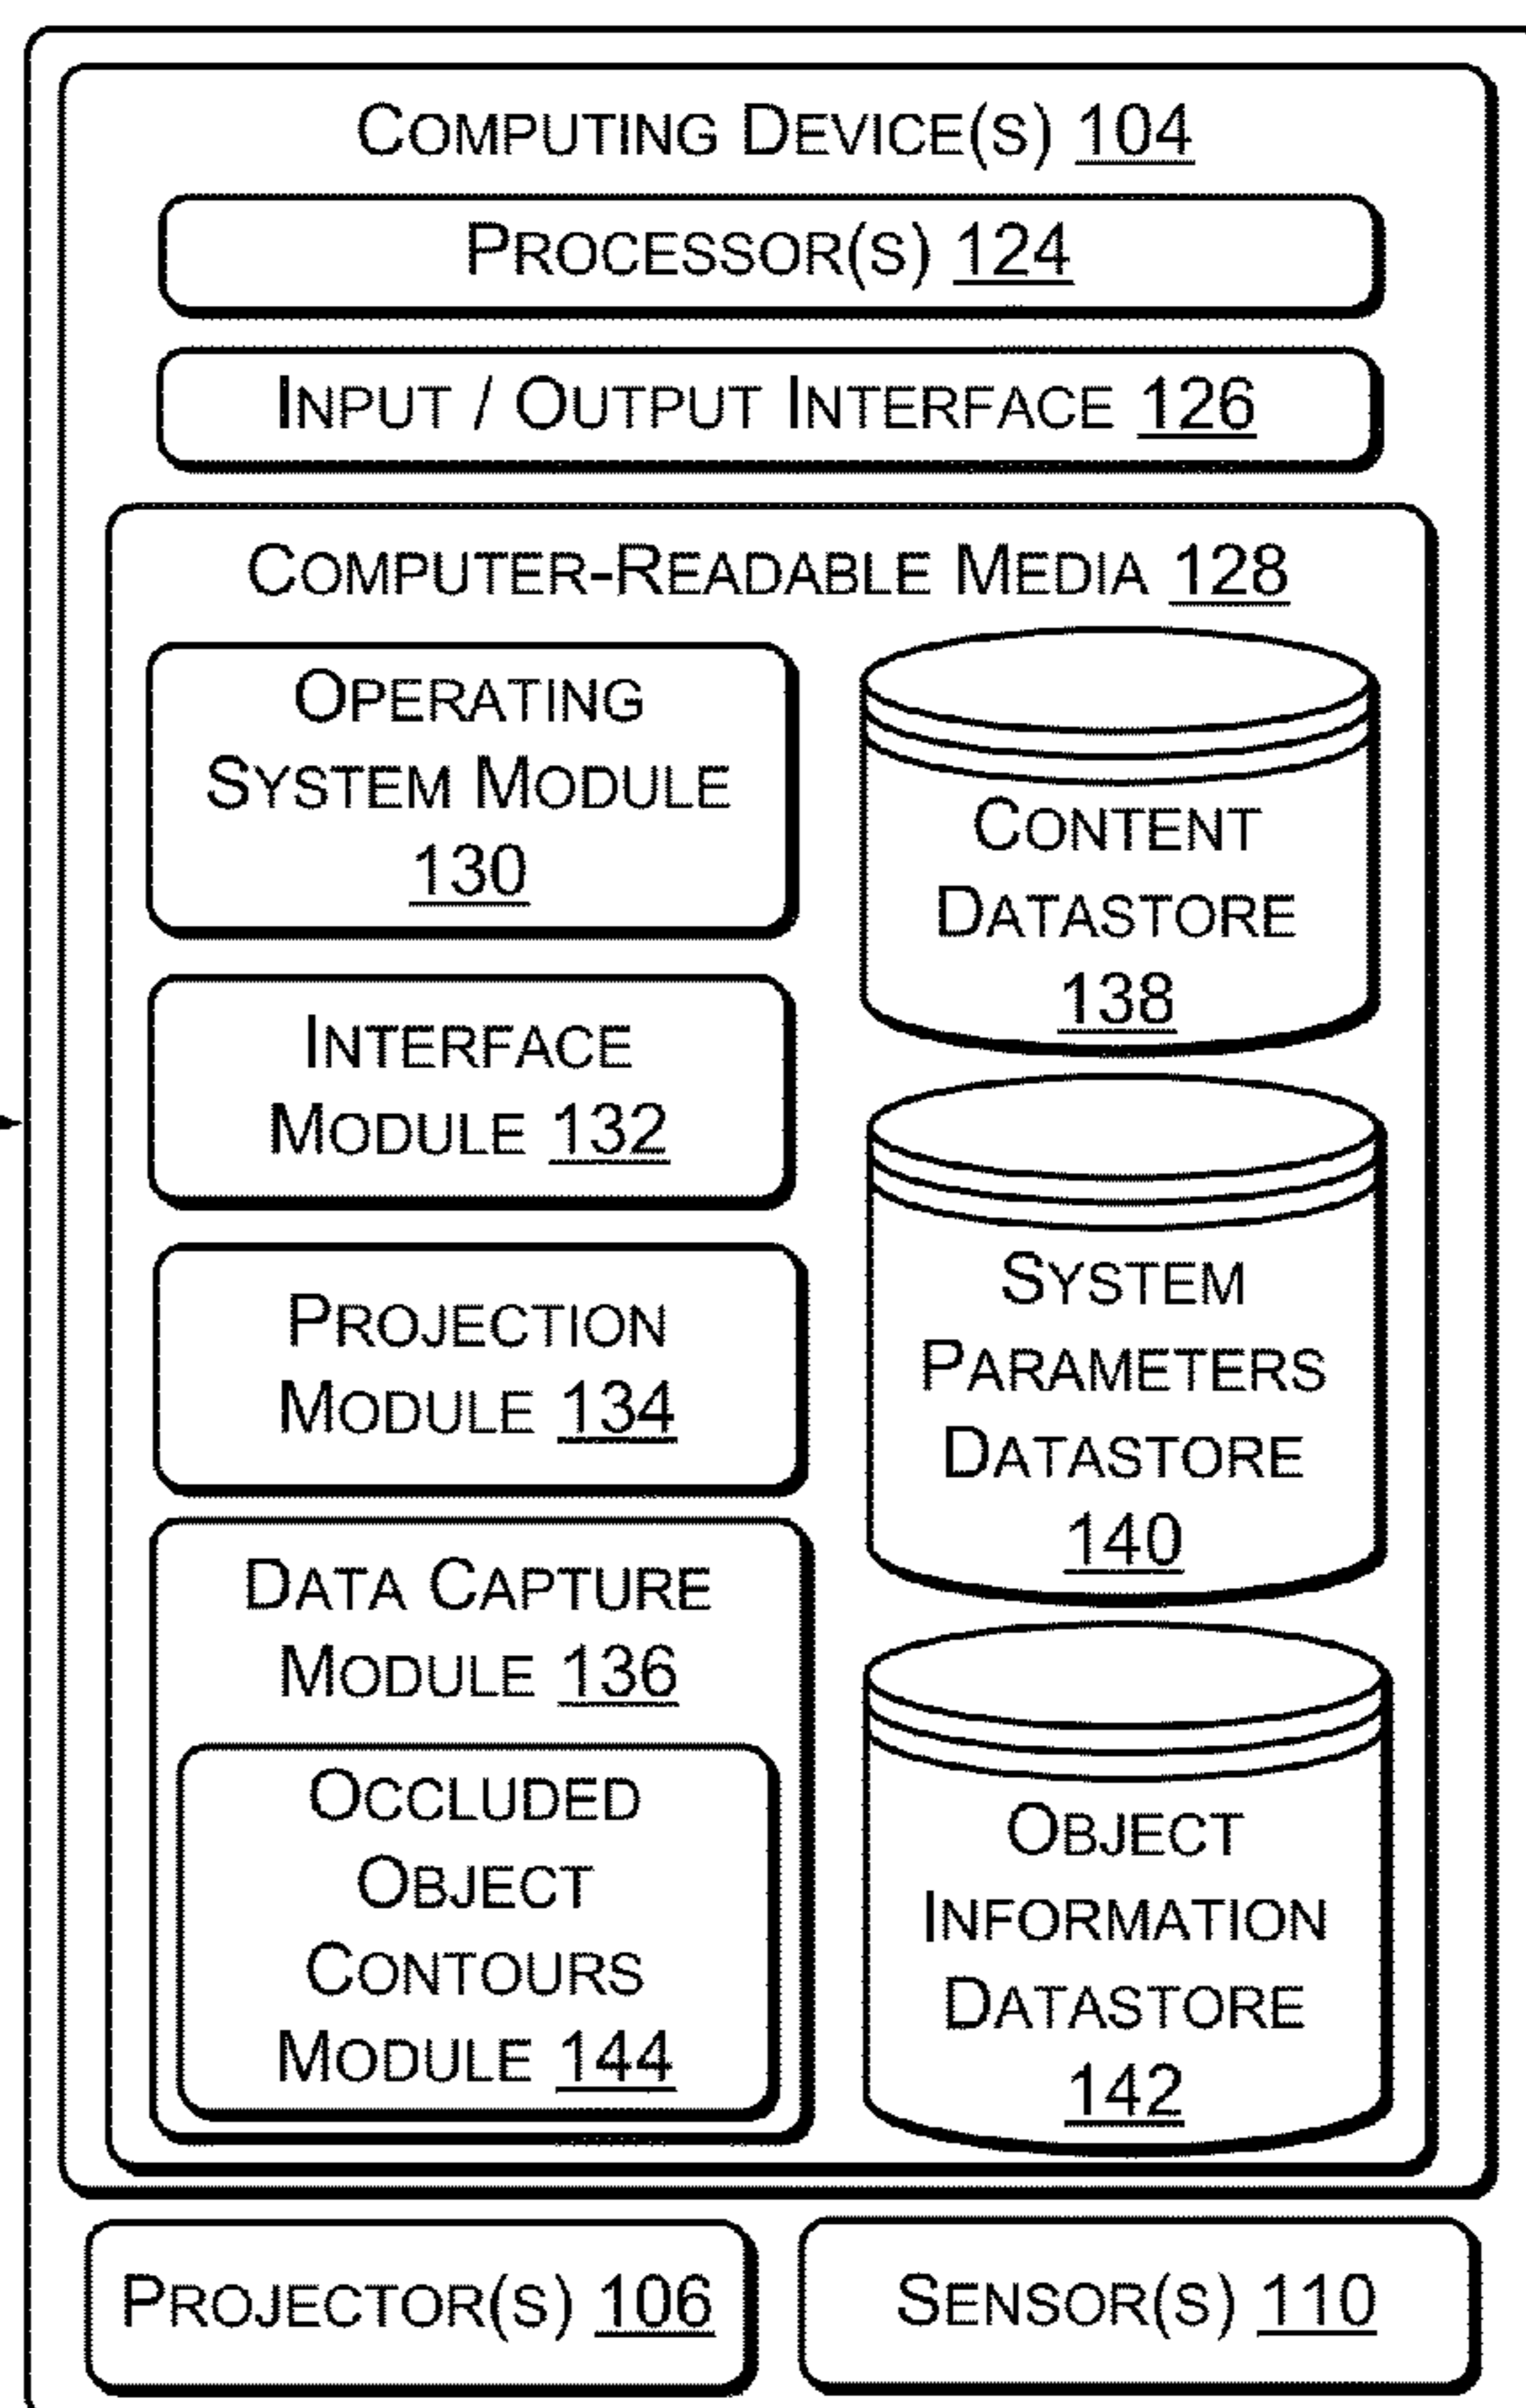 COMPUTING DEVICE(S) 104
PROCESSOR(S) 124
INPUT / OUTPUT INTERFACE 126
COMPUTER-READABLE MEDIA 128
OPERATING
SYSTEM MODULE
130
INTERFACE
MODULE 132
PROJECTION
MODULE 134
DATA CAPTURE
MODULE 136
OCCLUDED
OBJECT
CONTOURS
MODULE 144
CONTENT
DATASTORE
138
SYSTEM
PARAMETERS
DATASTORE
140
OBJECT
INFORMATION
DATASTORE
142
PROJECTOR(S) 106
SENSOR(S) 110